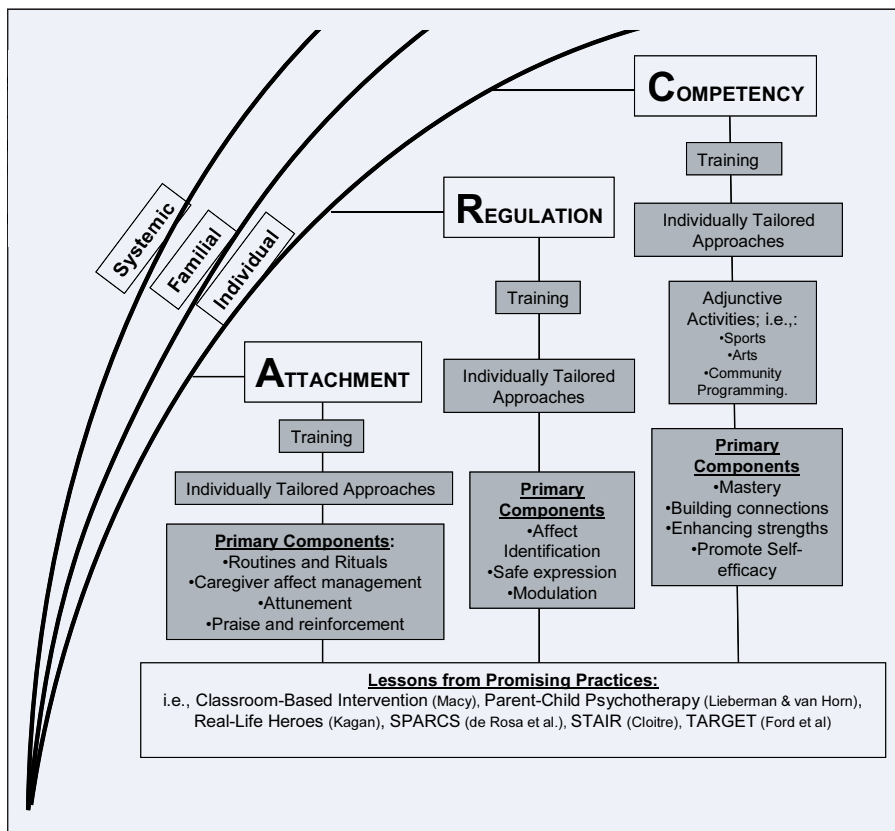 Systemic
Familial
Individual
ATTACHMENT
Training
Individually Tailored Approaches
Primary Components:
•Routines and Rituals
•Caregiver affect management
•Attunement
•Praise and reinforcement
REGULATION
Training
Individually Tailored
Approaches
Primary
Components
•Affect
Identification
•Safe expression
•Modulation
COMPETENCY
Training
Individually Tailored
Approaches
Adjunctive
Activities; i.e.,:
•Sports
•Arts
•Community
Programming.
Primary
Components
•Mastery
•Building connections
•Enhancing strengths
•Promote Self-
efficacy
Lessons from Promising Practices:
i.e., Classroom-Based Intervention (Macy), Parent-Child Psychotherapy (Lieberman & van Horn),
Real-Life Heroes (Kagan), SPARCS (de Rosa et al.), STAIR (Cloitre), TARGET (Ford et al)